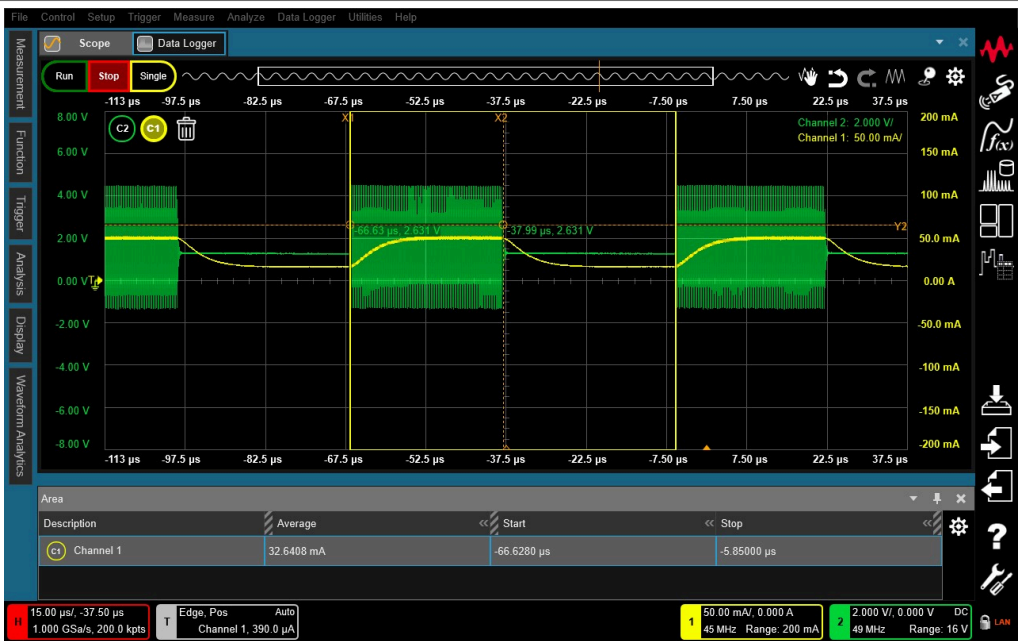 File Control Setup Trigger Measure Analyze Data Logger Utilities Help
Measurement
Function
Trigger
Analysis
Display
Waveform Analytics
Scope Data Logger
Run Stop Single
-113 µs -97.5 µs -82.5 µs -67.5 µs -52.5 µs -37.5 µs -22.5 µs -7.50 µs 7.50 µs 22.5 µs 37.5 µs
8.00 V C2 C1 X1 X2 Channel 2: 2.000 V/ 200 mA
Channel 1: 50.00 mA/
6.00 V 150 mA
4.00 V 100 mA
-66.63 µs, 2.631 V -37.99 µs, 2.631 V Y2
2.00 V 50.0 mA
0.00 V T 0.00 A
-2.00 V -50.0 mA
-4.00 V -100 mA
-6.00 V -150 mA
-8.00 V -200 mA
-113 µs -97.5 µs -82.5 µs -67.5 µs -52.5 µs -37.5 µs -22.5 µs -7.50 µs 7.50 µs 22.5 µs 37.5 µs
f(x)
Area
Description Average Start Stop
C1 Channel 1 32.6408 mA -66.6280 µs -5.85000 µs
?
H 15.00 µs/, -37.50 µs
1.000 GSa/s, 200.0 kpts
T Edge, Pos Auto
Channel 1, 390.0 µA
1 50.00 mA/, 0.000 A
45 MHz Range: 200 mA
2 2.000 V/, 0.000 V DC
49 MHz Range: 16 V
LAN